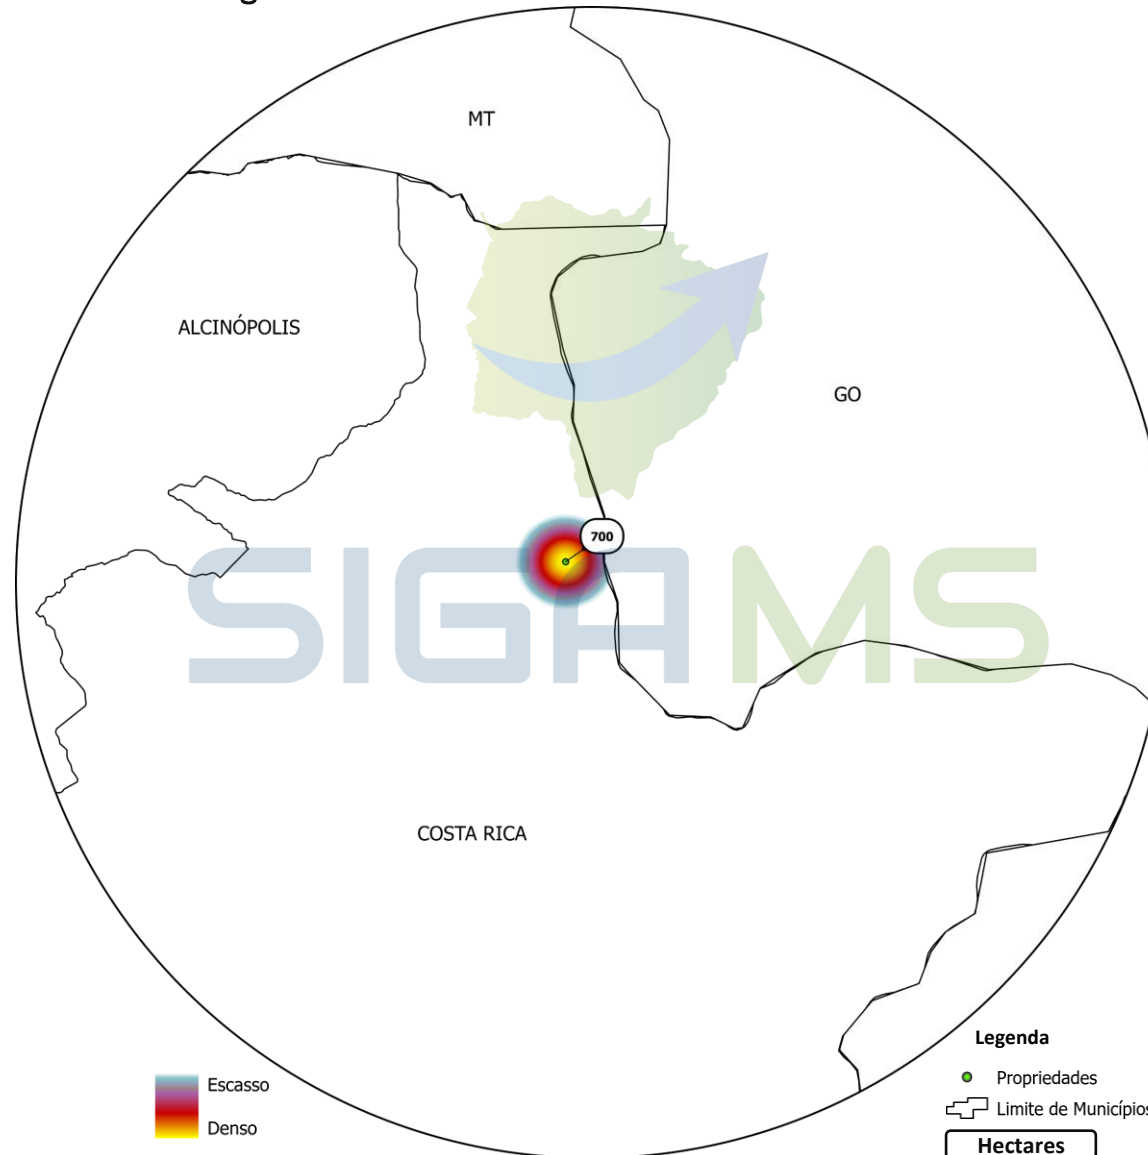 g
MT
ALCINÓPOLIS
GO
700
SIGAMS
COSTA RICA
Legenda
Propriedades
Limite de Municípios
Hectares
Escasso
Denso